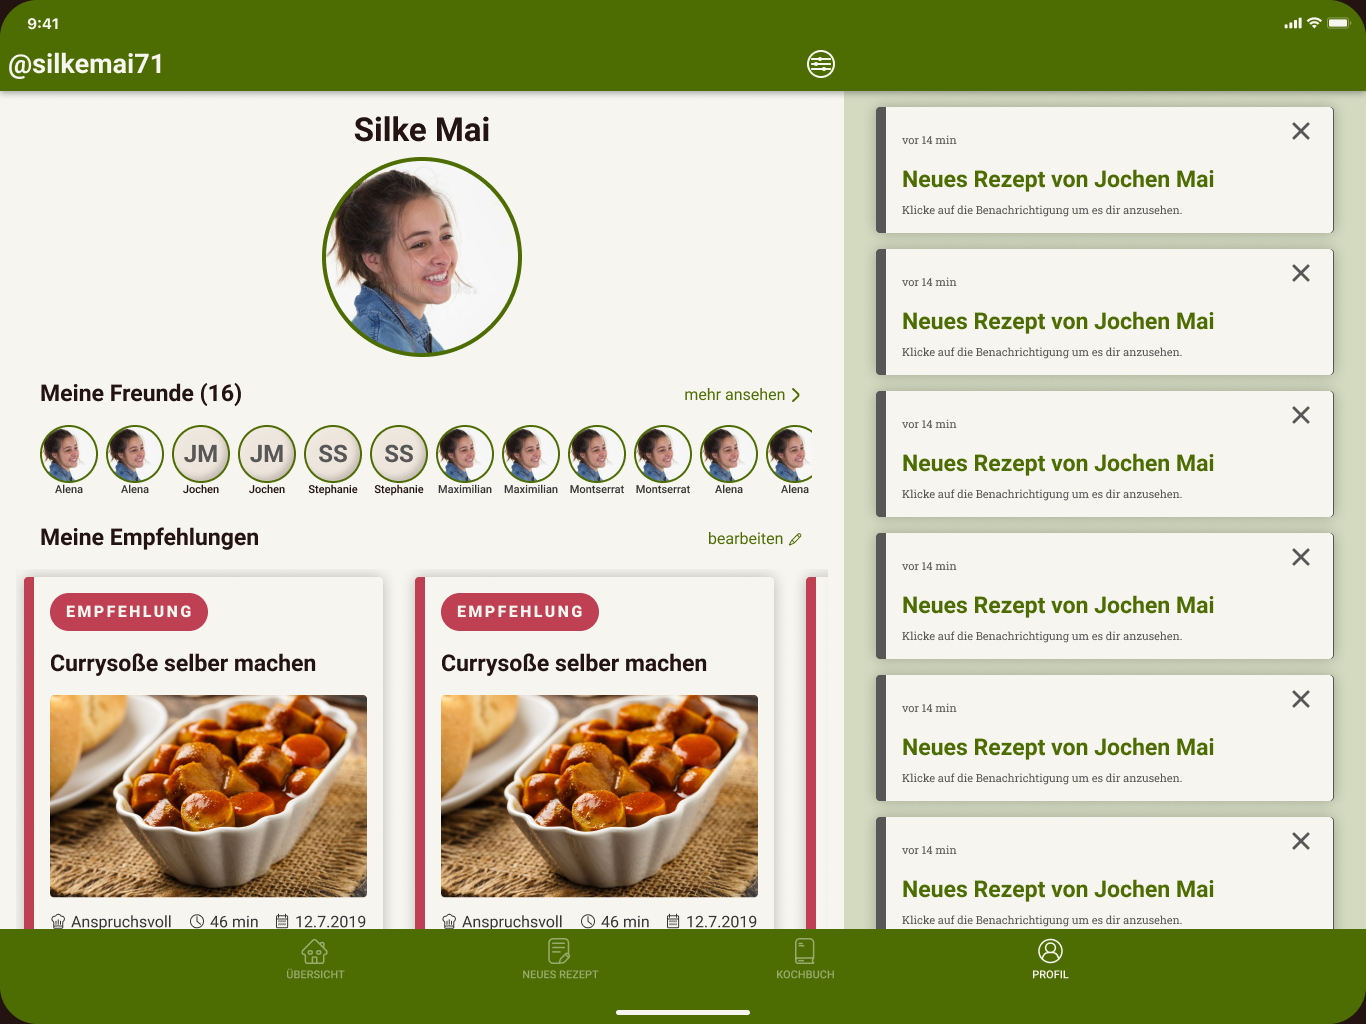 9:41
@silkemai71
Silke Mai
Meine Freunde (16)
mehr ansehen
JM JM SS SS
Alena Alena Jochen Jochen Stephanie Stephanie Maximilian Maximilian Montserrat Montserrat Alena Alena
Meine Empfehlungen
bearbeiten
EMPFEHLUNG
Currysoße selber machen
Anspruchsvoll 46 min 12.7.2019
EMPFEHLUNG
Currysoße selber machen
Anspruchsvoll 46 min 12.7.2019
vor 14 min
Neues Rezept von Jochen Mai
Klicke auf die Benachrichtigung um es dir anzusehen.
vor 14 min
Neues Rezept von Jochen Mai
Klicke auf die Benachrichtigung um es dir anzusehen.
vor 14 min
Neues Rezept von Jochen Mai
Klicke auf die Benachrichtigung um es dir anzusehen.
vor 14 min
Neues Rezept von Jochen Mai
Klicke auf die Benachrichtigung um es dir anzusehen.
vor 14 min
Neues Rezept von Jochen Mai
Klicke auf die Benachrichtigung um es dir anzusehen.
vor 14 min
Neues Rezept von Jochen Mai
Klicke auf die Benachrichtigung um es dir anzusehen.
ÜBERSICHT
NEUES REZEPT
KOCHBUCH
PROFIL